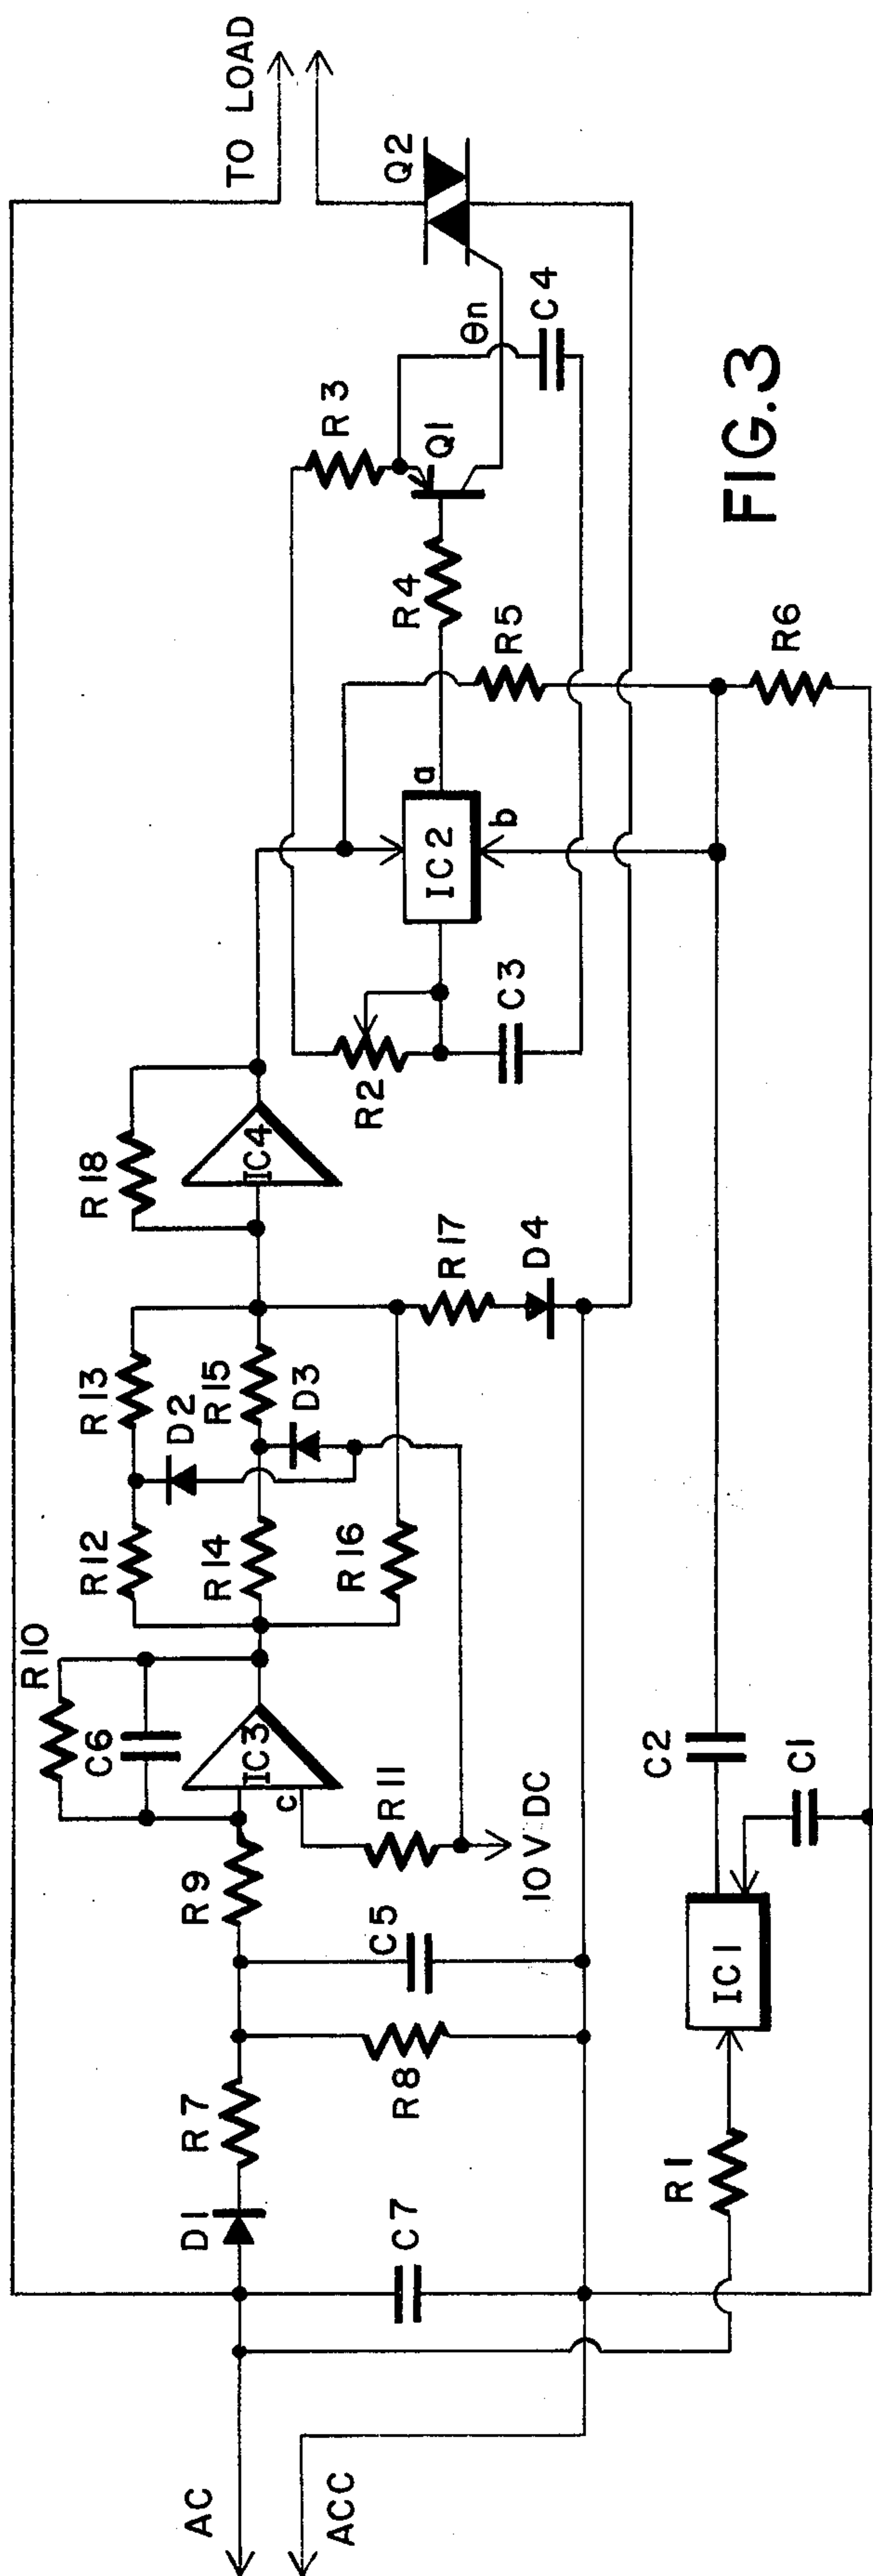 AC
ACC
D1
C7
R7
R8
C5
R9
C6
R10
IC3
c
R11
10V DC
R12
R13
D2
R14
R15
D3
R16
R17
D4
R18
IC4
R2
C3
IC2
a
b
R4
R5
R6
R3
Q1
θn
C4
Q2
TO LOAD
R1
IC1
C1
C2
FIG.3